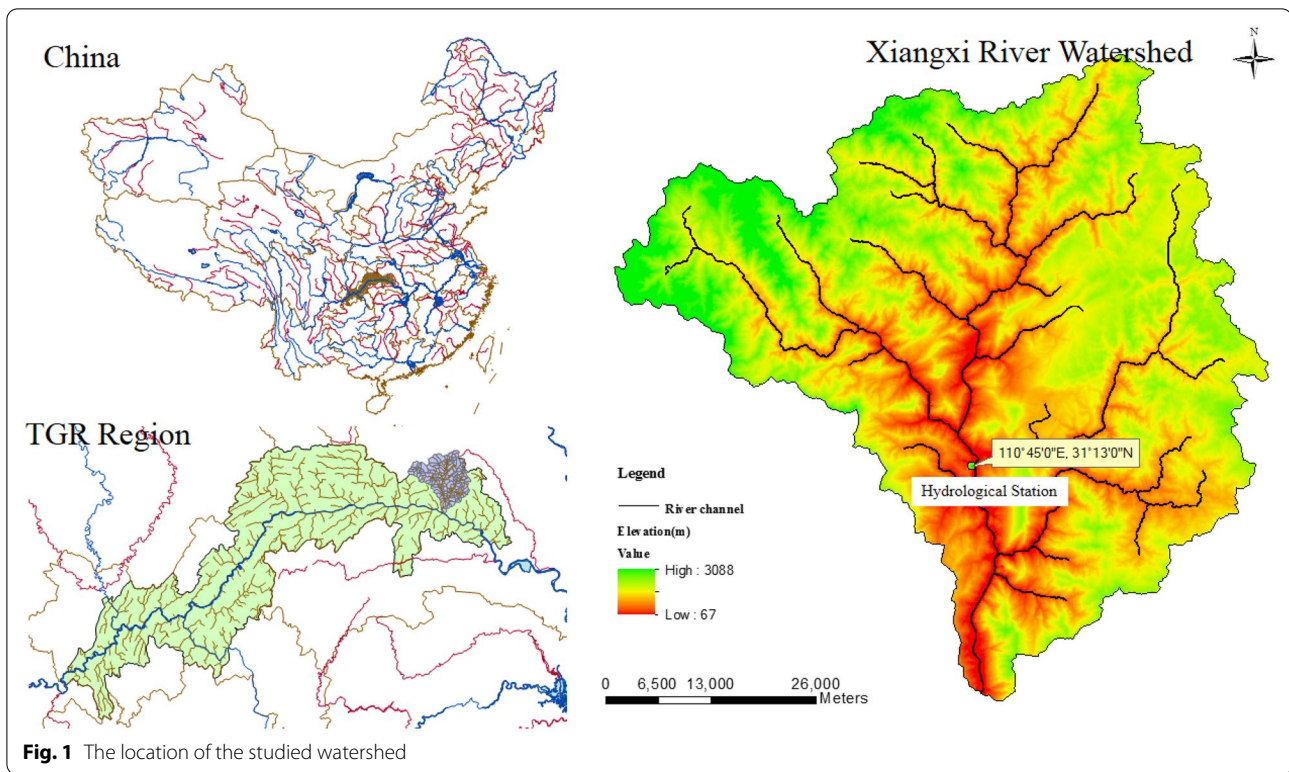 China
Xiangxi River Watershed
N
TGR Region
110°45'0"E, 31°13'0"N
Hydrological Station
Legend
River channel
Elevation(m)
Value
High : 3088
Low : 67
0 6,500 13,000 26,000
Meters
Fig. 1 The location of the studied watershed